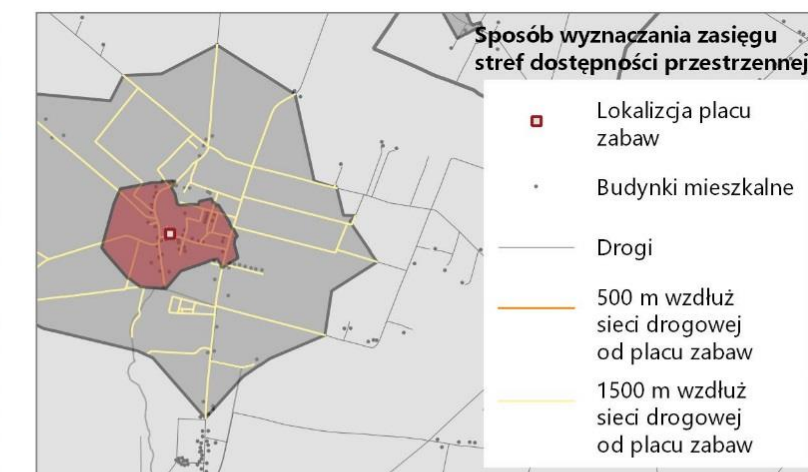 Sposób wyznaczania zasięgu
stref dostępności przestrzennej
Lokalizcja placu
zabaw
Budynki mieszkalne
Drogi
500 m wzdłuż
sieci drogowej
od placu zabaw
1500 m wzdłuż
sieci drogowej
od placu zabaw